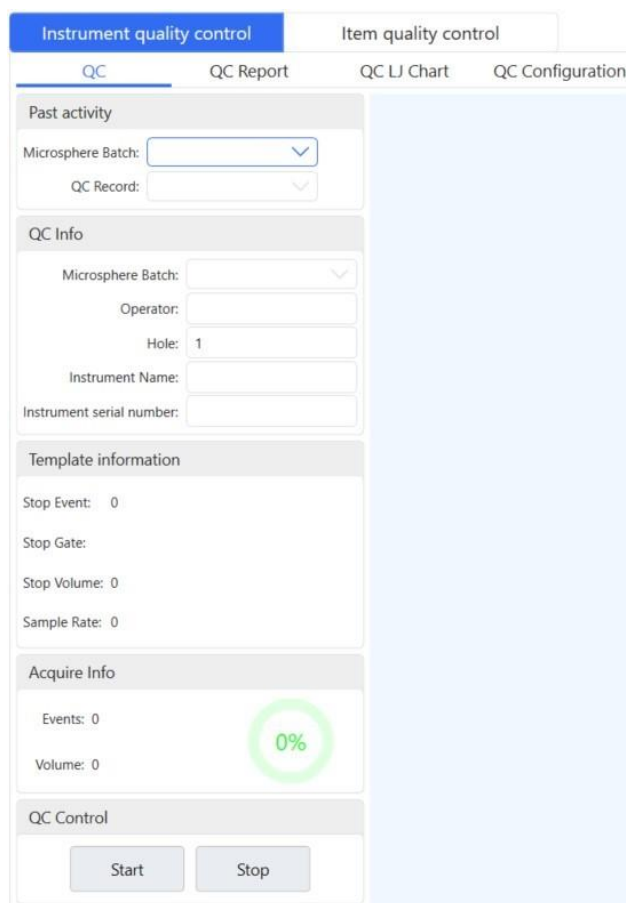 Instrument quality control Item quality control
QC QC Report QC LJ Chart QC Configuration
Past activity
Microsphere Batch:
QC Record:
QC Info
Microsphere Batch:
Operator:
Hole: 1
Instrument Name:
Instrument serial number:
Template information
Stop Event: 0
Stop Gate:
Stop Volume: 0
Sample Rate: 0
Acquire Info
Events: 0
0%
Volume: 0
QC Control
Start Stop